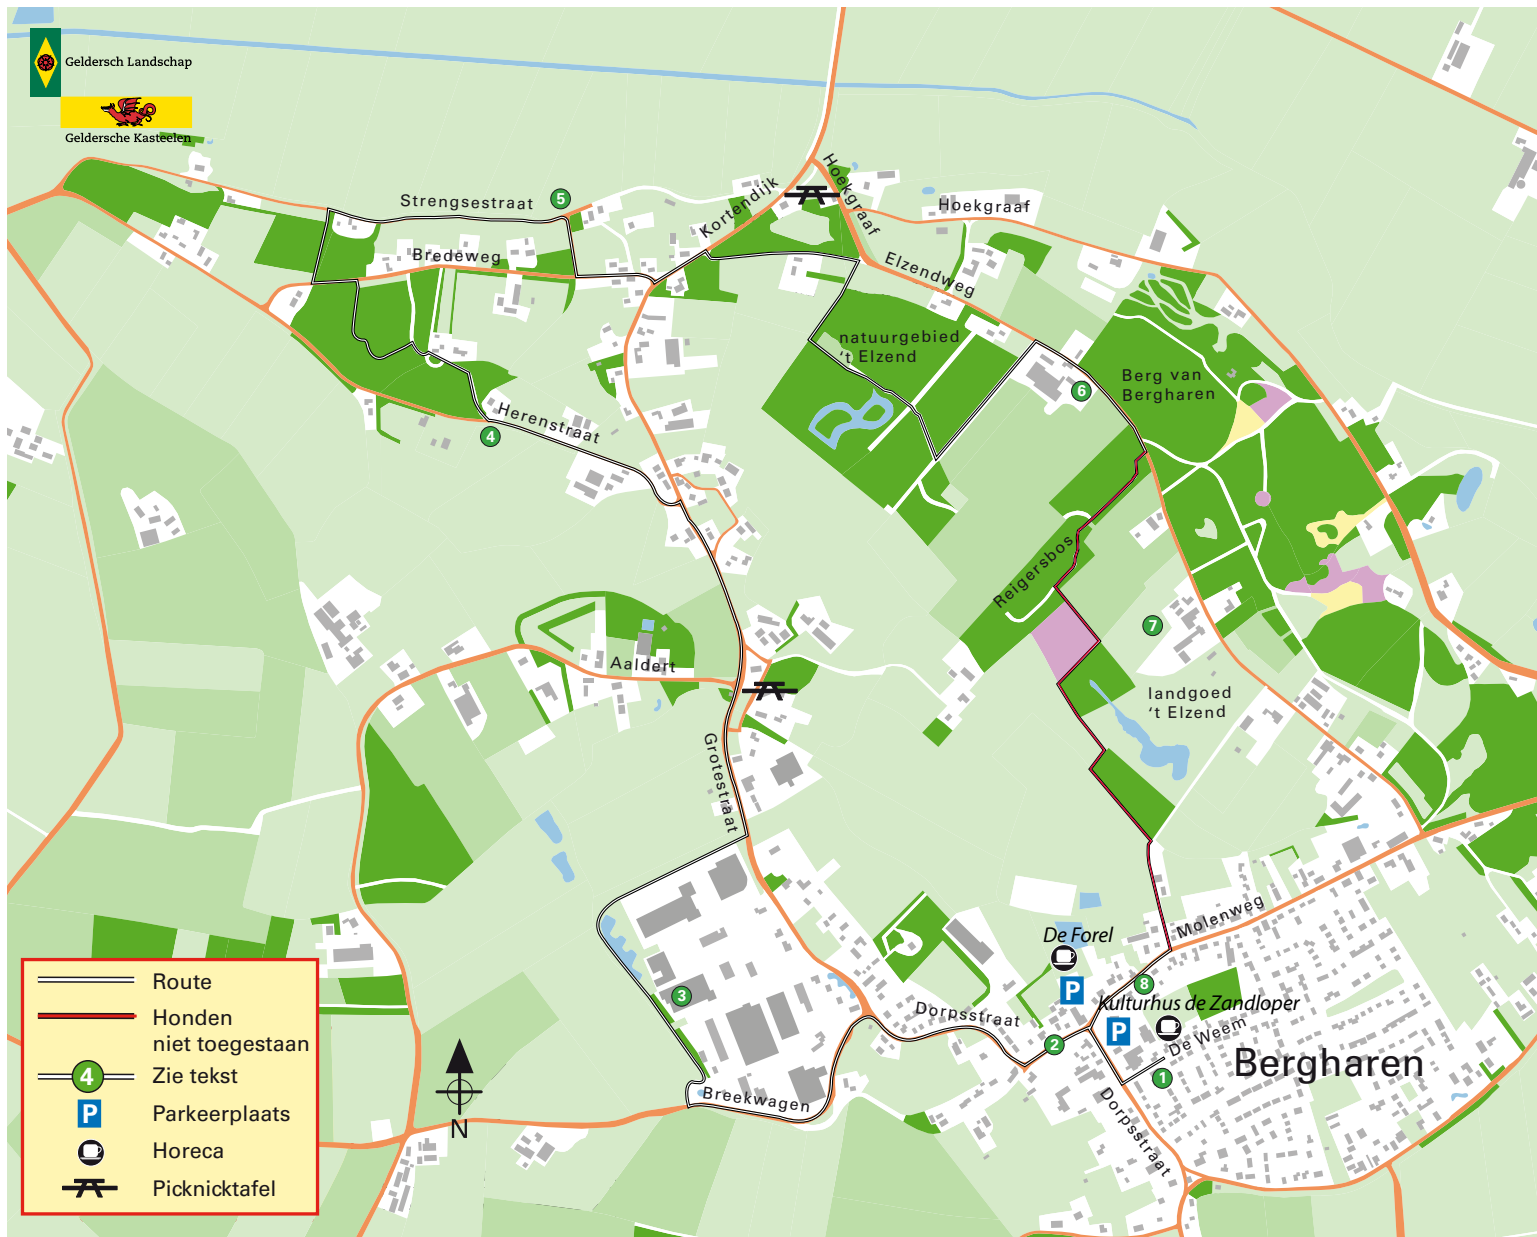 Geldersch Landschap
Geldersche Kasteelen
Strengsestraat
5
Bredeweg
Kortendijk
Hoekgraaf
Hoekgraaf
Elzendweg
natuurgebied
‘t Elzend
Berg van
Bergharen
6
Herenstraat
4
Reigersbos
7
Aaldert
landgoed
‘t Elzend
Grotestraat
Molenweg
De Forel
P
8
Kulturhus de Zandloper
P
De Weem
3
Dorpsstraat
2
1
Bergharen
Breekwagen
Dorpsstraat
N
Route
Honden
niet toegestaan
4
Zie tekst
P
Parkeerplaats
Horeca
Picknicktafel